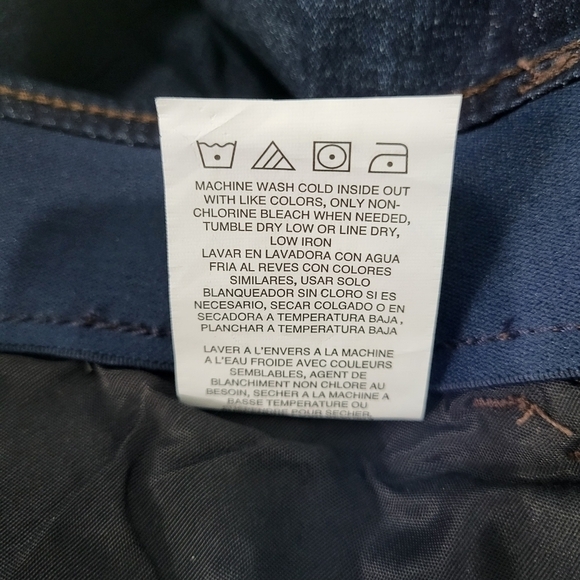 MACHINE WASH COLD INSIDE OUT
WITH LIKE COLORS, ONLY NON-
CHLORINE BLEACH WHEN NEEDED,
TUMBLE DRY LOW OR LINE DRY,
LOW IRON
LAVAR EN LAVADORA CON AGUA
FRIA AL REVES CON COLORES
SIMILARES, USAR SOLO
BLANQUEADOR SIN CLORO SI ES
NECESARIO, SECAR COLGADO O EN
SECADORA A TEMPERATURA BAJA,
PLANCHAR A TEMPERATURA BAJA
LAVER A L'ENVERS A LA MACHINE
A L'EAU FROIDE AVEC COULEURS
SEMBLABLES, AGENT DE
BLANCHIMENT NON CHLORE AU
BESOIN, SECHER A LA MACHINE A
BASSE TEMPERATURE OU
POUR SECHER,